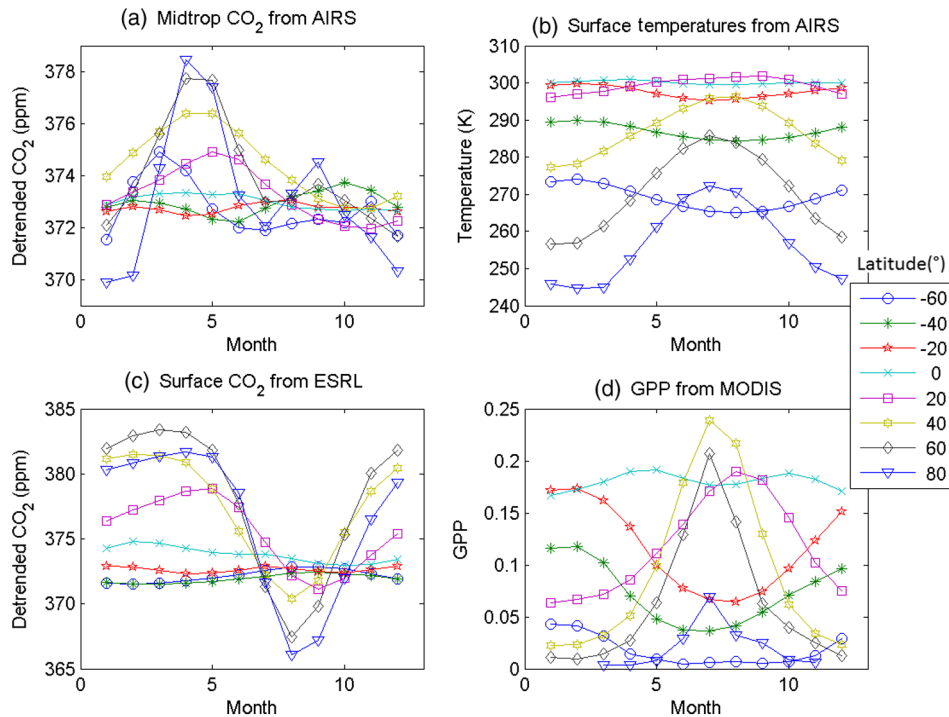 (a) Midtrop CO2 from AIRS
Detrended CO2 (ppm)
378
376
374
372
370
0 5 10
Month
(b) Surface temperatures from AIRS
Temperature (K)
310
300
290
280
270
260
250
240
0 5 10
Month
Latitude(°)
-60
-40
-20
0
20
40
60
80
(c) Surface CO2 from ESRL
Detrended CO2 (ppm)
385
380
375
370
365
0 5 10
Month
(d) GPP from MODIS
GPP
0.25
0.2
0.15
0.1
0.05
0
0 5 10
Month